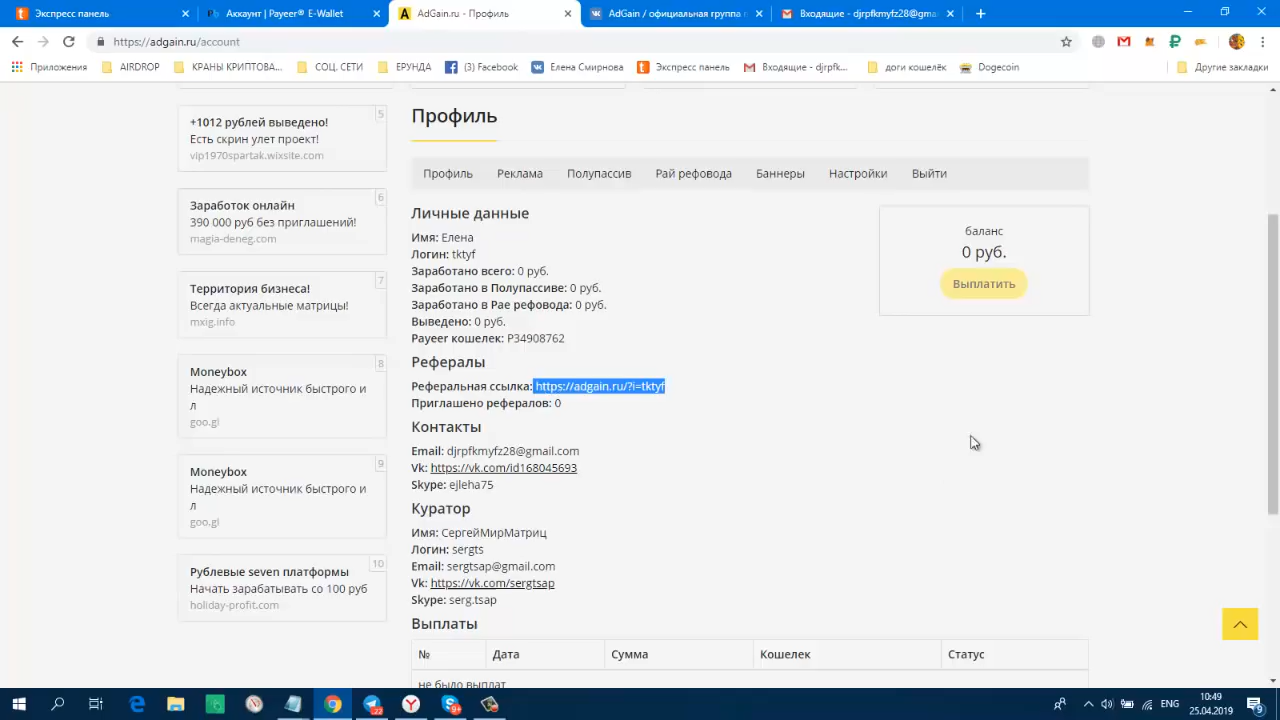 Экспресс панель
Аккаунт | Payeer® E-Wallet
AdGain.ru - Профиль
AdGain / официальная группа
Входящие - djrpfkmyfz28@gma
https://adgain.ru/account
Приложения
AIRDROP
КРАНЫ КРИПТОВА...
СОЦ. СЕТИ
ЕРУНДА
(3) Facebook
Елена Смирнова
Экспресс панель
Входящие - djrpfk...
доги кошелёк
Dogecoin
Другие закладки
5
+1012 рублей выведено!
Есть скрин улет проект!
vip1970spartak.wixsite.com
6
Заработок онлайн
390 000 руб без приглашений!
magia-deneg.com
7
Территория бизнеса!
Всегда актуальные матрицы!
mxig.info
8
Moneybox
Надежный источник быстрого и
л
goo.gl
9
Moneybox
Надежный источник быстрого и
л
goo.gl
10
Рублевые seven платформы
Начать зарабатывать со 100 руб
holiday-profit.com
Профиль
Профиль
Реклама
Полупассив
Рай рефовода
Баннеры
Настройки
Выйти
Личные данные
Имя: Елена
Логин: tktyf
Заработано всего: 0 руб.
Заработано в Полупассиве: 0 руб.
Заработано в Рае рефовода: 0 руб.
Выведено: 0 руб.
Payeer кошелек: P34908762
баланс
0 руб.
Выплатить
Рефералы
Реферальная ссылка: https://adgain.ru/?i=tktyf
Приглашено рефералов: 0
Контакты
Email: djrpfkmyfz28@gmail.com
Vk: https://vk.com/id168045693
Skype: ejleha75
Куратор
Имя: СергейМирМатриц
Логин: sergts
Email: sergtsap@gmail.com
Vk: https://vk.com/sergtsap
Skype: serg.tsap
Выплаты
№
Дата
Сумма
Кошелек
Статус
не было выплат
ENG
10:49
25.04.2019